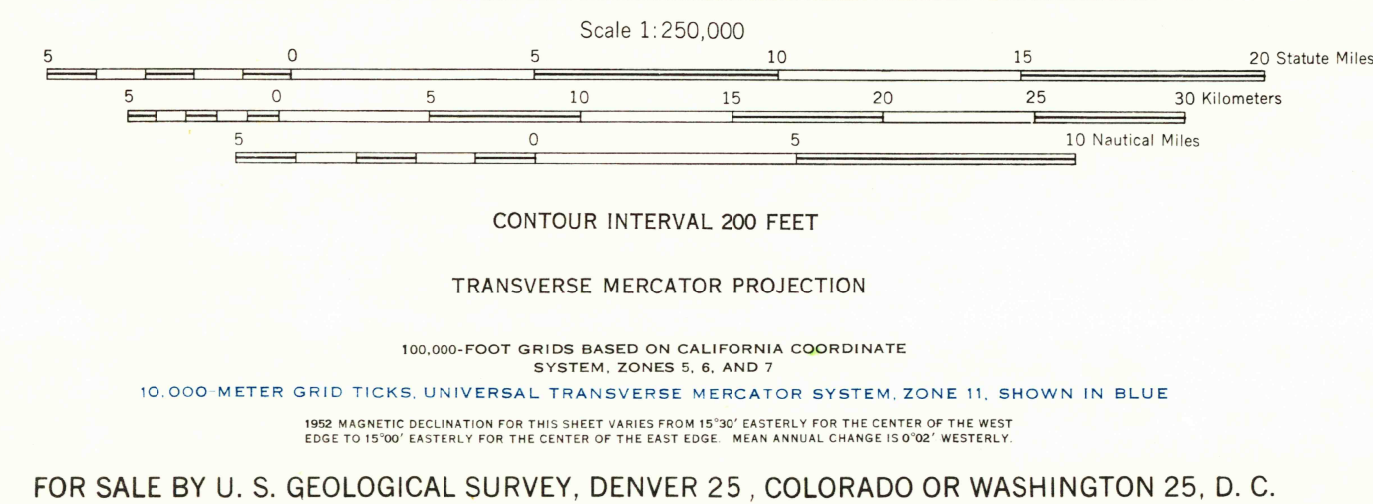 Scale 1:250,000
5 0 5 10 15 20 Statute Miles
5 0 5 10 15 20 25 30 Kilometers
5 0 5 10 Nautical Miles
CONTOUR INTERVAL 200 FEET
TRANSVERSE MERCATOR PROJECTION
100,000-FOOT GRIDS BASED ON CALIFORNIA COORDINATE
SYSTEM, ZONES 5, 6, AND 7
10,000-METER GRID TICKS, UNIVERSAL TRANSVERSE MERCATOR SYSTEM, ZONE 11, SHOWN IN BLUE
1952 MAGNETIC DECLINATION FOR THIS SHEET VARIES FROM 15°30′ EASTERLY FOR THE CENTER OF THE WEST
EDGE TO 15°00′ EASTERLY FOR THE CENTER OF THE EAST EDGE. MEAN ANNUAL CHANGE IS 0°02′ WESTERLY.
FOR SALE BY U. S. GEOLOGICAL SURVEY, DENVER 25 , COLORADO OR WASHINGTON 25, D. C.